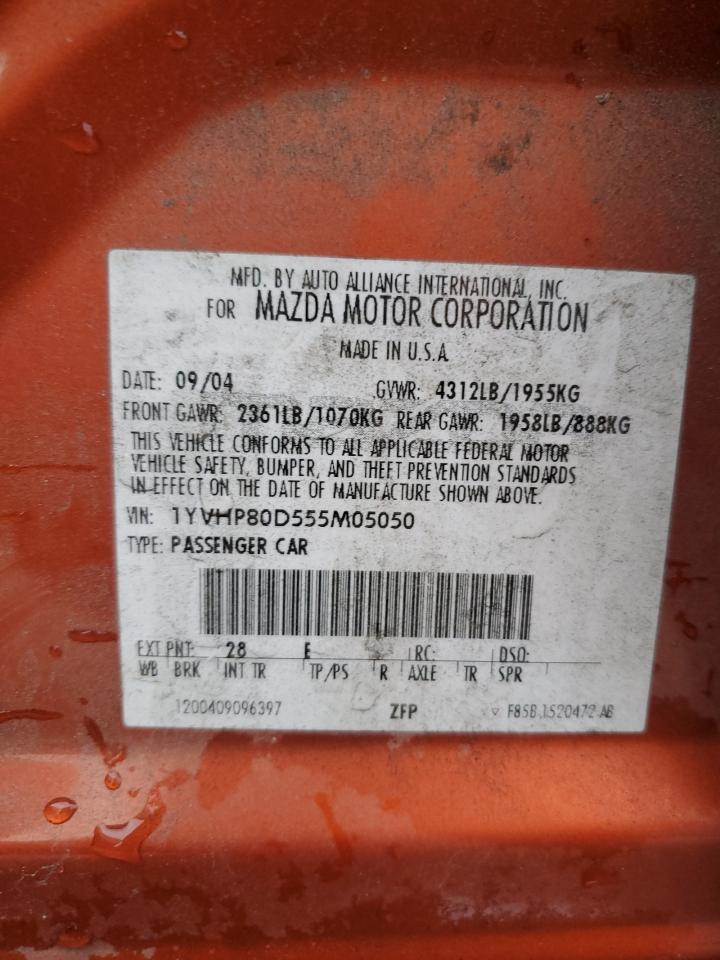 MFD. BY AUTO ALLIANCE INTERNATIONAL, INC.
FOR MAZDA MOTOR CORPORATION
MADE IN U.S.A.
DATE: 09/04 GVWR: 4312LB/1955KG
FRONT GAWR: 2361LB/1070KG REAR GAWR: 1958LB/888KG
THIS VEHICLE CONFORMS TO ALL APPLICABLE FEDERAL MOTOR
VEHICLE SAFETY, BUMPER, AND THEFT PREVENTION STANDARDS
IN EFFECT ON THE DATE OF MANUFACTURE SHOWN ABOVE.
VIN: 1YVHP80D555M05050
TYPE: PASSENGER CAR
EXT PNT: 28 E RC: DSO:
WB BRK INT TR TP/PS R AXLE TR SPR
1200409096397 ZFP F85B 1520472 AB